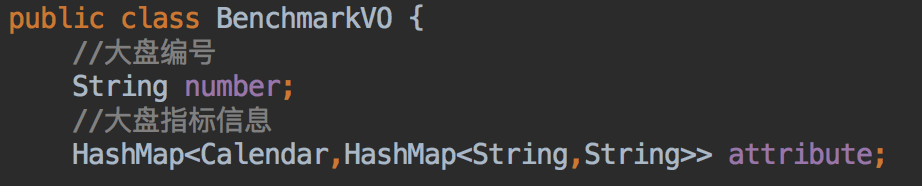 public class BenchmarkVO {
//大盘编号
String number;
//大盘指标信息
HashMap<Calendar,HashMap<String,String>> attribute;